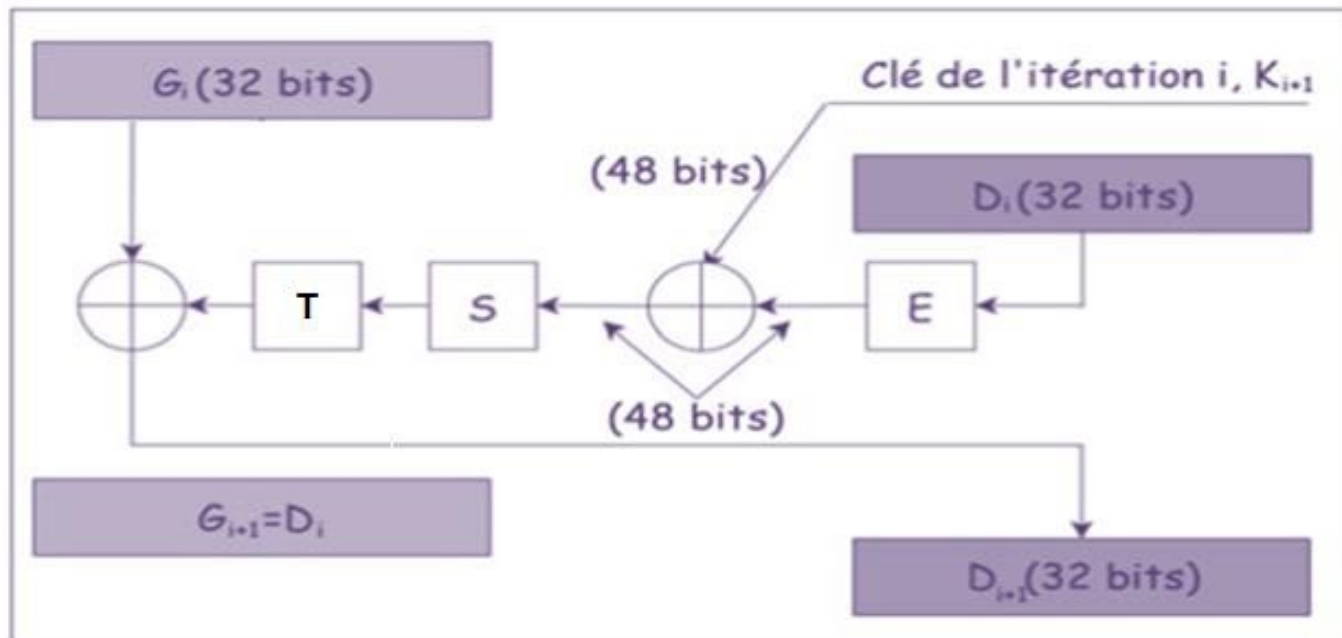 Gᵢ (32 bits)
Clé de l'itération i, Kᵢ₊₁
(48 bits)
Dᵢ (32 bits)
T
S
E
(48 bits)
Gᵢ₊₁=Dᵢ
Dᵢ₊₁(32 bits)